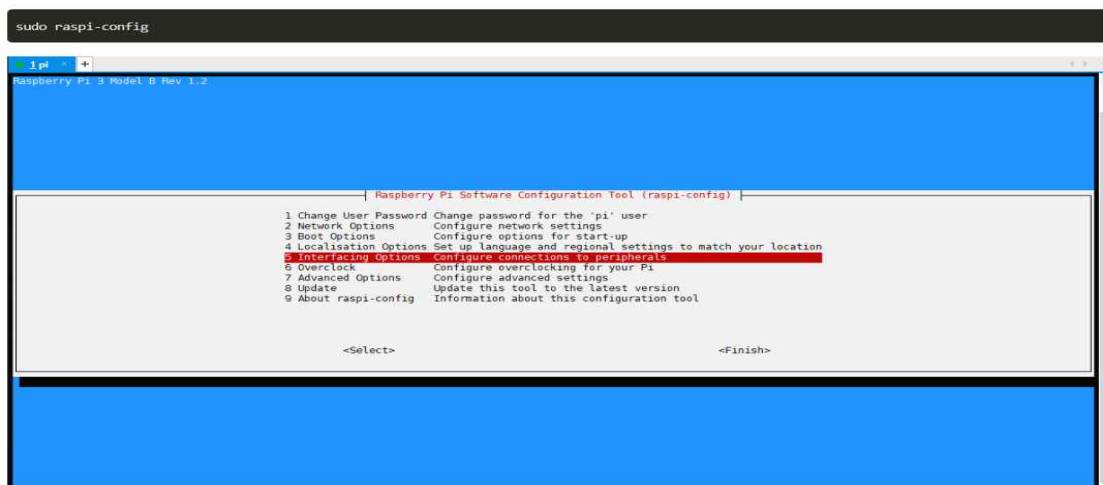 sudo raspi-config
1 pi × +
Raspberry Pi 3 Model B Rev 1.2
Raspberry Pi Software Configuration Tool (raspi-config)
1 Change User Password Change password for the 'pi' user
2 Network Options Configure network settings
3 Boot Options Configure options for start-up
4 Localisation Options Set up language and regional settings to match your location
5 Interfacing Options Configure connections to peripherals
6 Overclock Configure overclocking for your Pi
7 Advanced Options Configure advanced settings
8 Update Update this tool to the latest version
9 About raspi-config Information about this configuration tool
<Select> <Finish>